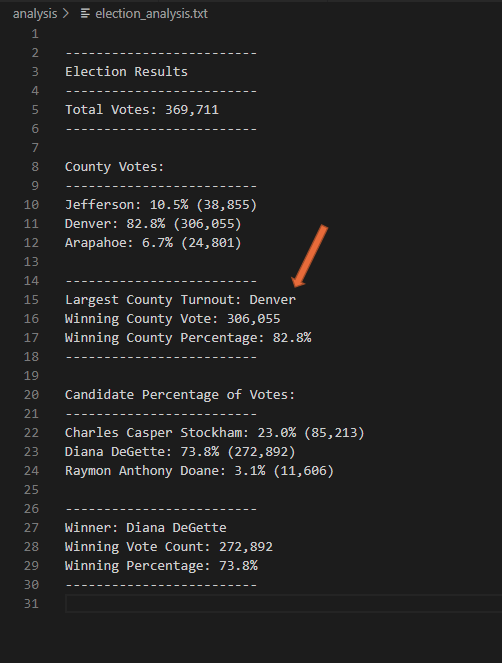 analysis > election_analysis.txt
1
2 -------------------------
3 Election Results
4 -------------------------
5 Total Votes: 369,711
6 -------------------------
7
8 County Votes:
9 -------------------------
10 Jefferson: 10.5% (38,855)
11 Denver: 82.8% (306,055)
12 Arapahoe: 6.7% (24,801)
13
14 -------------------------
15 Largest County Turnout: Denver
16 Winning County Vote: 306,055
17 Winning County Percentage: 82.8%
18 -------------------------
19
20 Candidate Percentage of Votes:
21 -------------------------
22 Charles Casper Stockham: 23.0% (85,213)
23 Diana DeGette: 73.8% (272,892)
24 Raymon Anthony Doane: 3.1% (11,606)
25
26 -------------------------
27 Winner: Diana DeGette
28 Winning Vote Count: 272,892
29 Winning Percentage: 73.8%
30 -------------------------
31